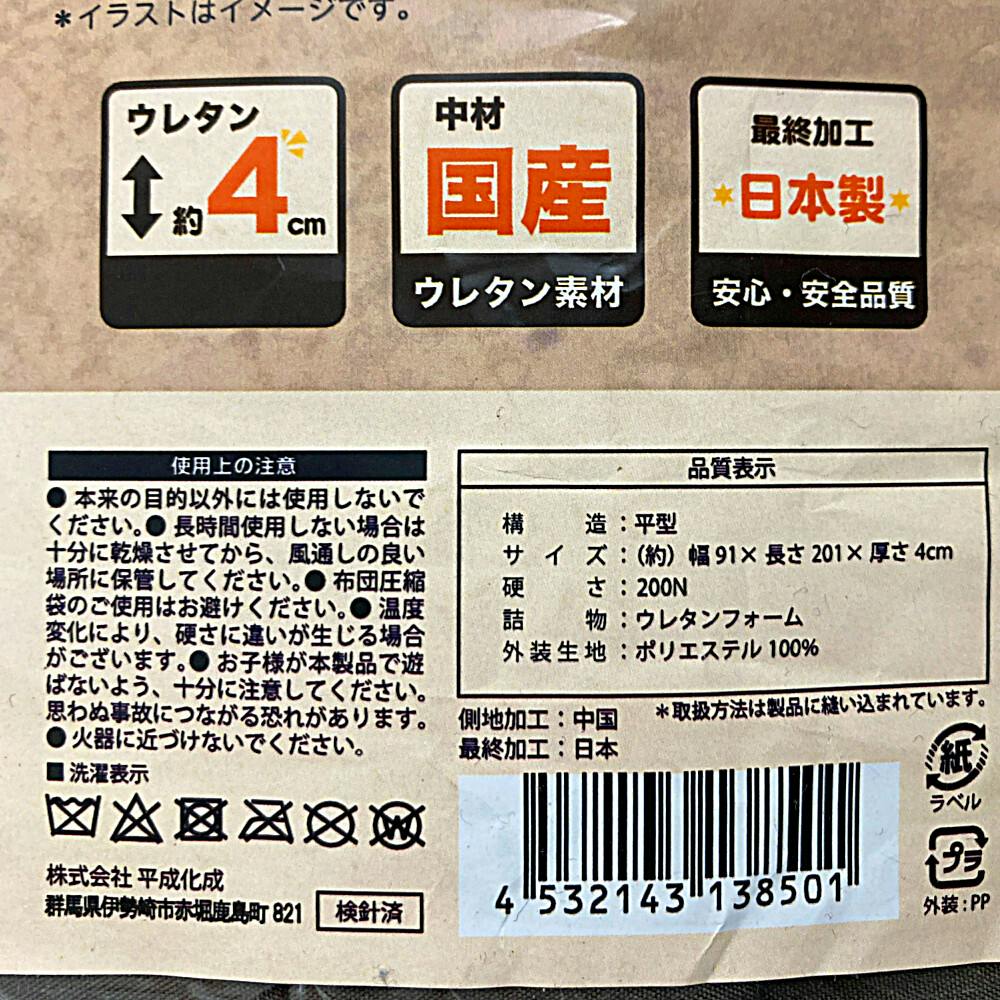 *イラストはイメージです。
ウレタン
約4cm
中材
国産
ウレタン素材
最終加工
日本製
安心・安全品質
使用上の注意
● 本来の目的以外には使用しないで
ください。● 長時間使用しない場合は
十分に乾燥させてから、風通しの良い
場所に保管してください。● 布団圧縮
袋のご使用はお避けください。● 温度
変化により、硬さに違いが生じる場合
がございます。● お子様が本製品で遊
ばないよう、十分に注意してください。
思わぬ事故につながる恐れがあります。
● 火器に近づけないでください。
■ 洗濯表示
W
株式会社 平成化成
群馬県伊勢崎市赤堀鹿島町 821
検針済
品質表示
構造:平型
サイズ:(約) 幅 91× 長さ 201× 厚さ 4cm
硬さ:200N
詰物:ウレタンフォーム
外装生地:ポリエステル 100%
*取扱方法は製品に縫い込まれています。
側地加工:中国
最終加工:日本
4 532143 138501
紙
ラベル
プラ
外装:PP